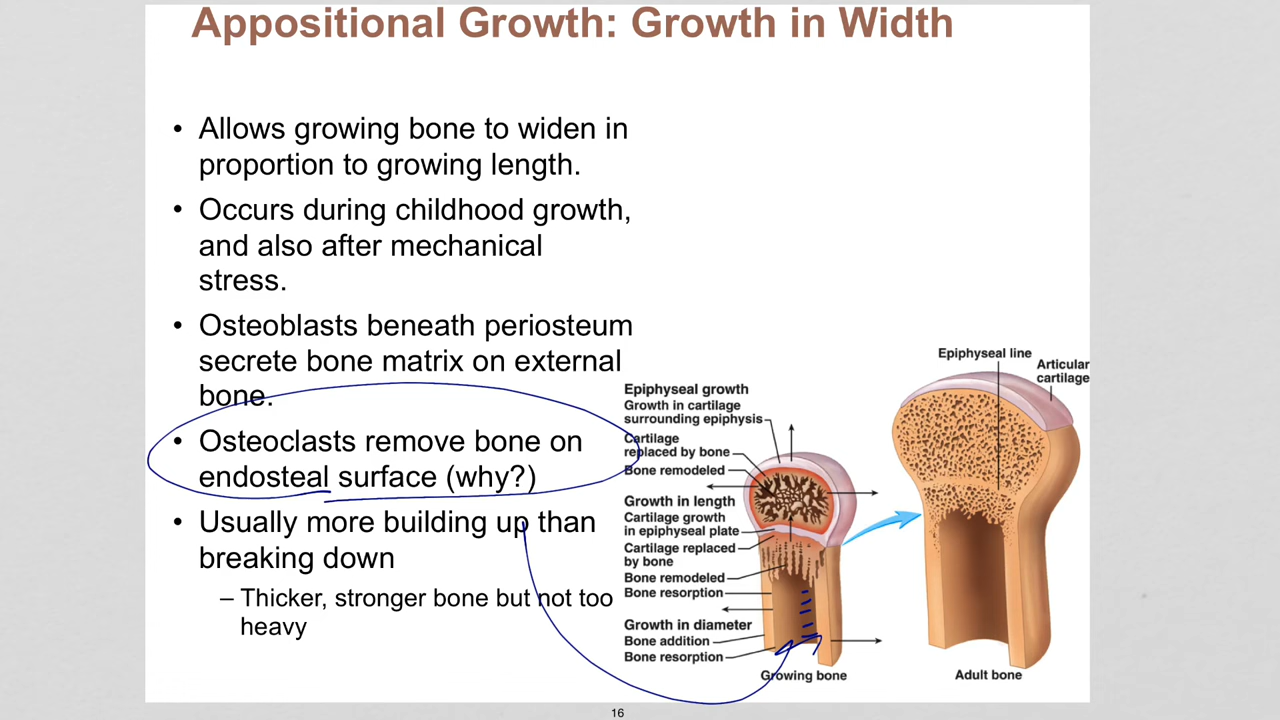 Appositional Growth: Growth in Width
• Allows growing bone to widen in
proportion to growing length.
• Occurs during childhood growth,
and also after mechanical
stress.
• Osteoblasts beneath periosteum
secrete bone matrix on external
bone.
• Osteoclasts remove bone on
endosteal surface (why?)
• Usually more building up than
breaking down
– Thicker, stronger bone but not too
heavy
Epiphyseal growth
Growth in cartilage
surrounding epiphysis
Cartilage
replaced by bone
Bone remodeled
Growth in length
Cartilage growth
in epiphyseal plate
Cartilage replaced
by bone
Bone remodeled
Bone resorption
Growth in diameter
Bone addition
Bone resorption
Growing bone
Epiphyseal line
Articular
cartilage
Adult bone
16